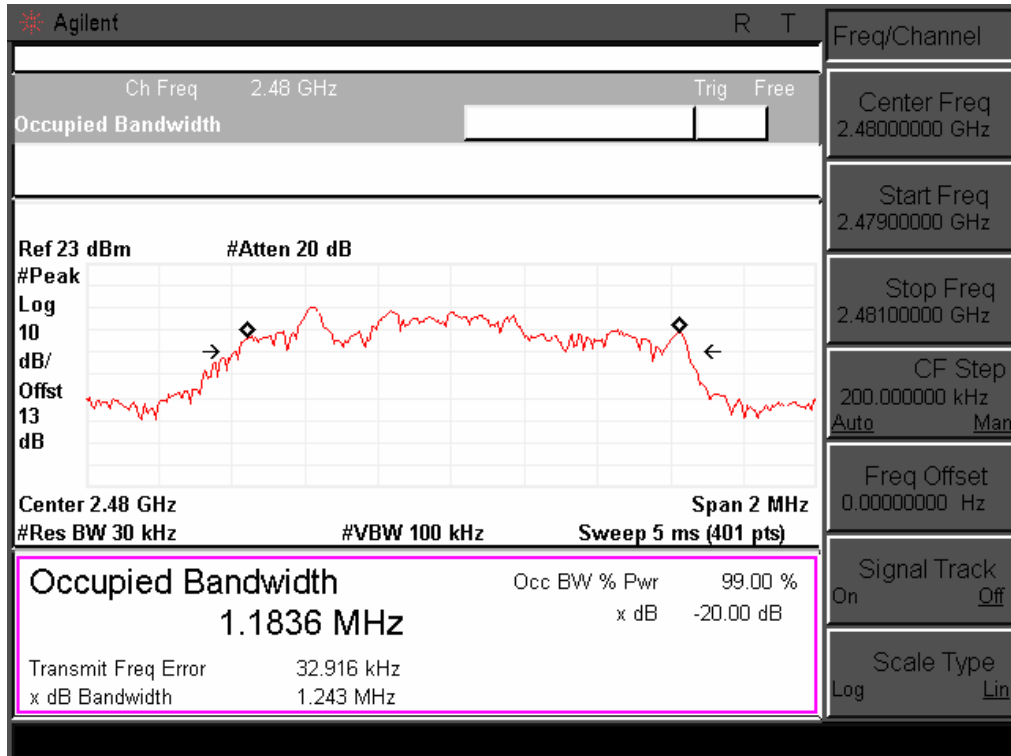 Agilent R T
Freq/Channel
Ch Freq 2.48 GHz Trig Free
Occupied Bandwidth
Center Freq
2.48000000 GHz
Start Freq
2.47900000 GHz
Stop Freq
2.48100000 GHz
CF Step
200.000000 kHz
Auto Man
Freq Offset
0.00000000 Hz
Signal Track
On Off
Scale Type
Log Lin
Ref 23 dBm #Atten 20 dB
#Peak
Log
10
dB/
Offst
13
dB
Center 2.48 GHz Span 2 MHz
#Res BW 30 kHz #VBW 100 kHz Sweep 5 ms (401 pts)
Occupied Bandwidth
1.1836 MHz
Occ BW % Pwr 99.00 %
x dB -20.00 dB
Transmit Freq Error 32.916 kHz
x dB Bandwidth 1.243 MHz